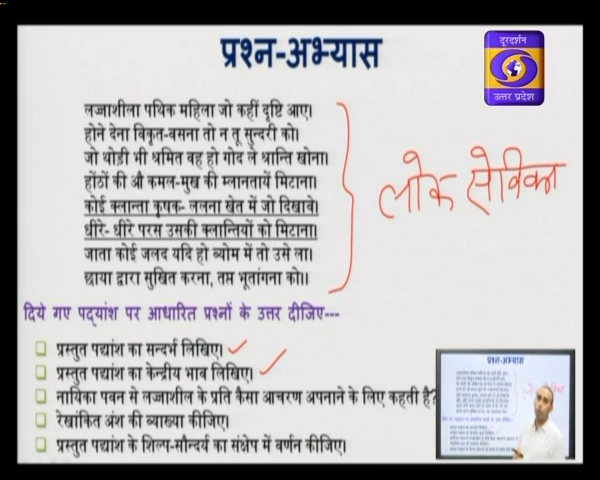 प्रश्न-अभ्यास
दूरदर्शन
उत्तर प्रदेश
लज्जाशीला पथिक महिला जो कहीं दृष्टि आए।
होने देना विकृत-वसना तो न तू सुन्दरी को।
जो थोड़ी भी श्रमित वह हो गोद ले श्रान्ति खोना।
होंठों की औ कमल-मुख की म्लानतायें मिटाना।
कोई क्लान्ता कृषक- ललना खेत में जो दिखावे।
धीरे- धीरे परस उसकी क्लान्तियों को मिटाना।
जाता कोई जलद यदि हो व्योम में तो उसे ला।
छाया द्वारा सुखित करना, तप्त भूतांगना को।।
लोक सेविका
दिये गए पद्यांश पर आधारित प्रश्नों के उत्तर दीजिए---
प्रस्तुत पद्यांश का सन्दर्भ लिखिए।
प्रस्तुत पद्यांश का केन्द्रीय भाव लिखिए।
नायिका पवन से लज्जाशील के प्रति कैसा आचरण अपनाने के लिए कहती है?
रेखांकित अंश की व्याख्या कीजिए।
प्रस्तुत पद्यांश के शिल्प-सौन्दर्य का संक्षेप में वर्णन कीजिए।
प्रश्न-अभ्यास